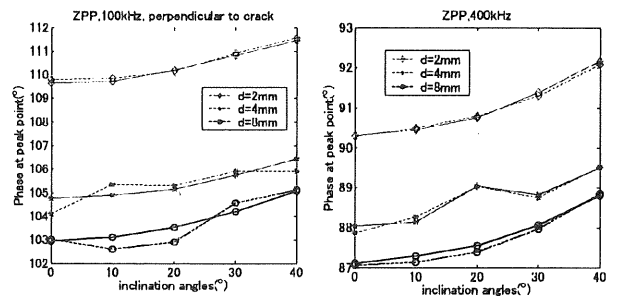 ZPP,100kHz, perpendicular to crack
112
111
110
109
108
107
106
105
104
103
102
Phase at peak point(°)
d=2mm
d=4mm
d=8mm
0 10 20 30 40
inclination angles(°)
ZPP,400kHz
93
92
91
90
89
88
87
Phase at peak point(°)
d=2mm
d=4mm
d=8mm
0 10 20 30 40
inclination angles(°)